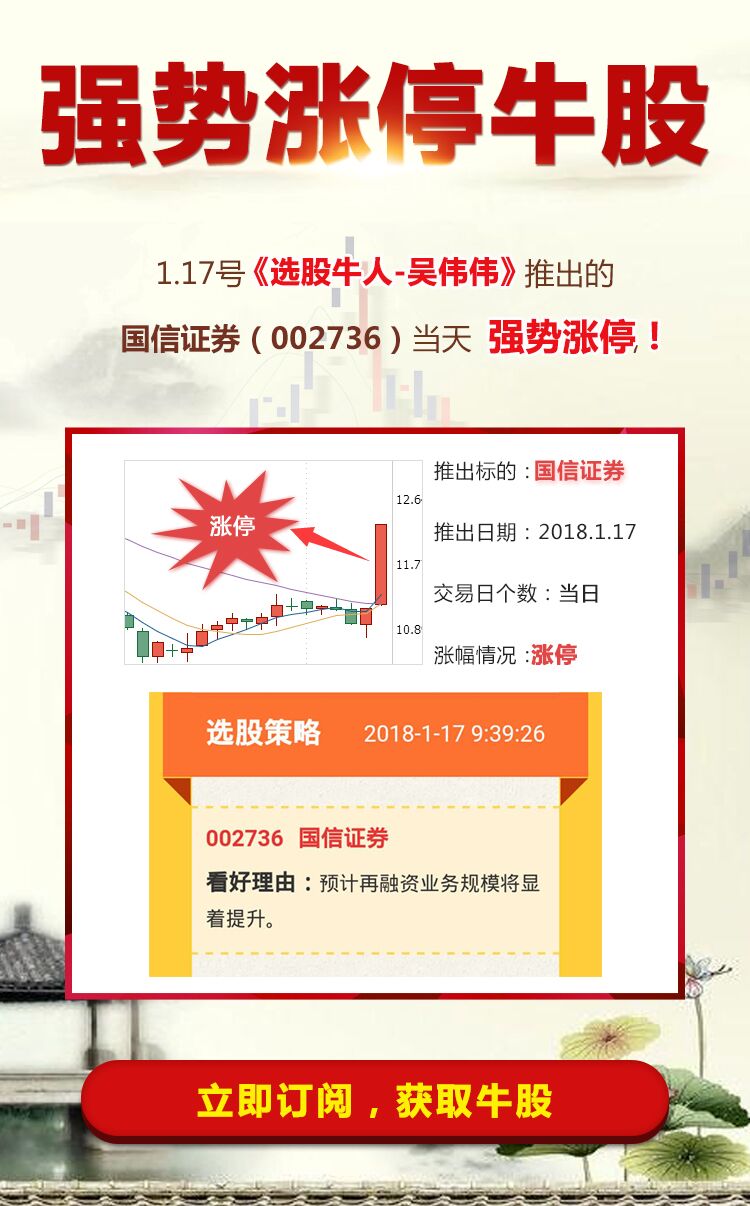 强势涨停牛股
1.17号《选股牛人-吴伟伟》推出的
国信证券（002736）当天 强势涨停，！
涨停
12.6
11.7
10.8
推出标的：国信证券
推出日期：2018.1.17
交易日个数：当日
涨幅情况：涨停
选股策略 2018-1-17 9:39:26
002736 国信证券
看好理由：预计再融资业务规模将显
着提升。
立即订阅，获取牛股